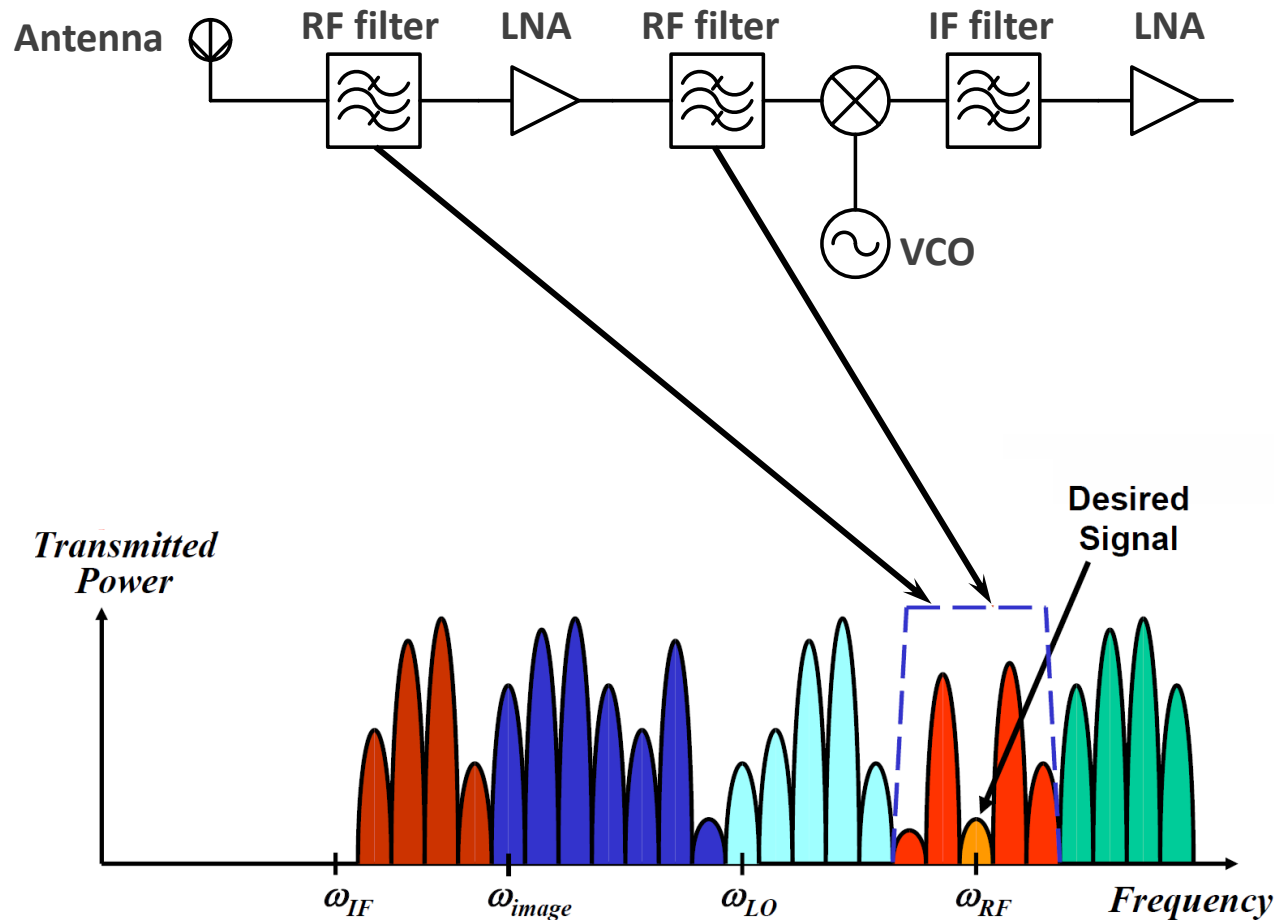 Antenna
RF filter
LNA
RF filter
IF filter
LNA
VCO
Desired
Signal
Transmitted
Power
ωIF
ωimage
ωLO
ωRF
Frequency